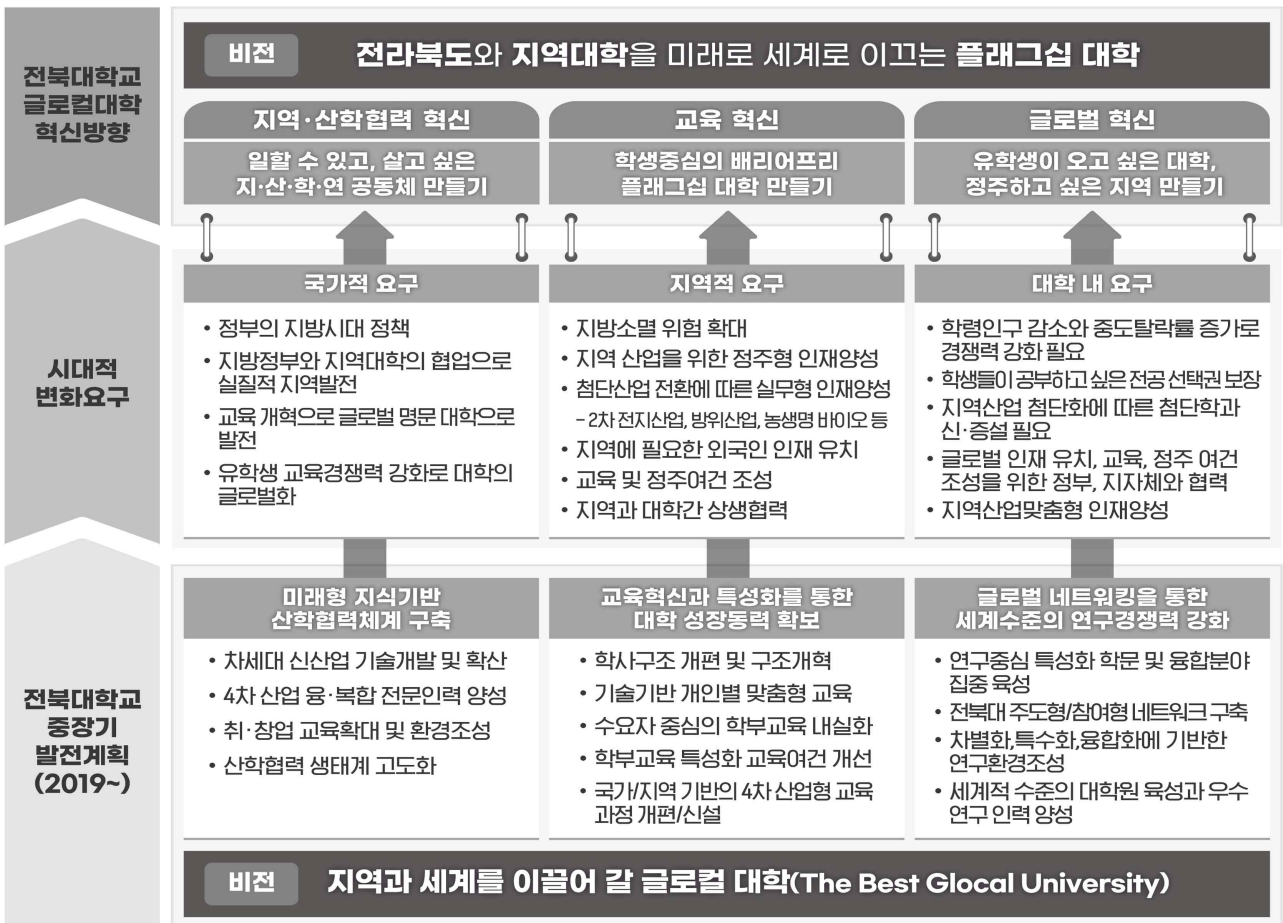 전북대학교
글로컬대학
혁신방향
비전 전라북도와 지역대학을 미래로 세계로 이끄는 플래그십 대학
지역·산학협력 혁신
일할 수 있고, 살고 싶은
지·산·학·연 공동체 만들기
교육 혁신
학생중심의 배리어프리
플래그십 대학 만들기
글로벌 혁신
유학생이 오고 싶은 대학,
정주하고 싶은 지역 만들기
시대적
변화요구
국가적 요구
• 정부의 지방시대 정책
• 지방정부와 지역대학의 협업으로
실질적 지역발전
• 교육 개혁으로 글로벌 명문 대학으로
발전
• 유학생 교육경쟁력 강화로 대학의
글로벌화
지역적 요구
• 지방소멸 위험 확대
• 지역 산업을 위한 정주형 인재양성
• 첨단산업 전환에 따른 실무형 인재양성
- 2차 전지산업, 방위산업, 농생명 바이오 등
• 지역에 필요한 외국인 인재 유치
• 교육 및 정주여건 조성
• 지역과 대학간 상생협력
대학 내 요구
• 학령인구 감소와 중도탈락률 증가로
경쟁력 강화 필요
• 학생들이 공부하고 싶은 전공 선택권 보장
• 지역산업 첨단화에 따른 첨단학과
신·증설 필요
• 글로벌 인재 유치, 교육, 정주 여건
조성을 위한 정부, 지자체와 협력
• 지역산업맞춤형 인재양성
전북대학교
중장기
발전계획
(2019~)
미래형 지식기반
산학협력체계 구축
• 차세대 신산업 기술개발 및 확산
• 4차 산업 융·복합 전문인력 양성
• 취·창업 교육확대 및 환경조성
• 산학협력 생태계 고도화
교육혁신과 특성화를 통한
대학 성장동력 확보
• 학사구조 개편 및 구조개혁
• 기술기반 개인별 맞춤형 교육
• 수요자 중심의 학부교육 내실화
• 학부교육 특성화 교육여건 개선
• 국가/지역 기반의 4차 산업형 교육
과정 개편/신설
글로벌 네트워킹을 통한
세계수준의 연구경쟁력 강화
• 연구중심 특성화 학문 및 융합분야
집중 육성
• 전북대 주도형/참여형 네트워크 구축
• 차별화,특수화,융합화에 기반한
연구환경조성
• 세계적 수준의 대학원 육성과 우수
연구 인력 양성
비전 지역과 세계를 이끌어 갈 글로컬 대학(The Best Glocal University)